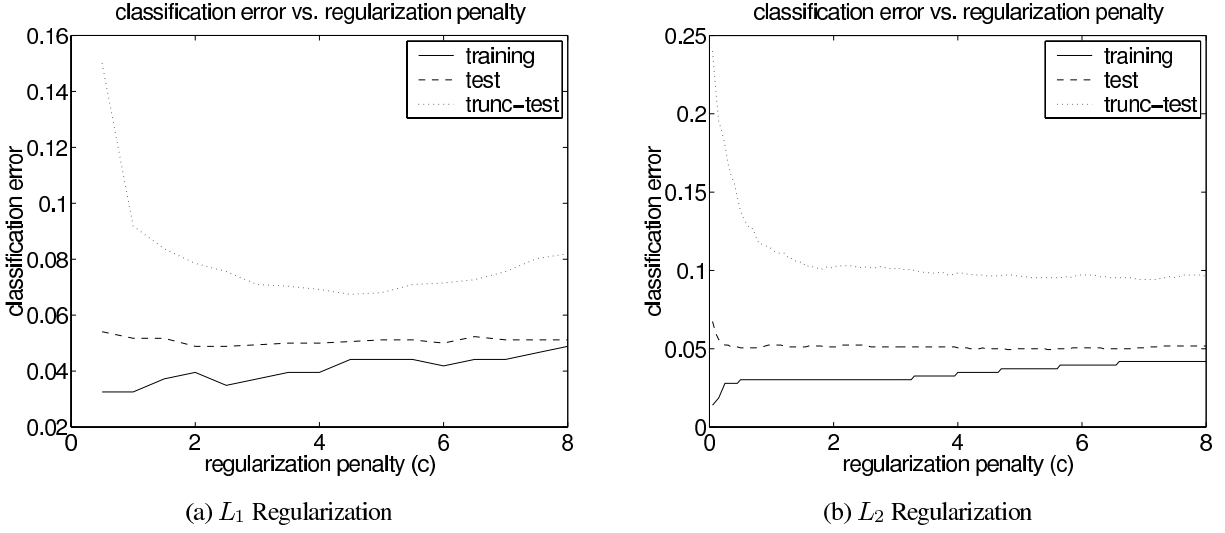 classification error vs. regularization penalty
0.16
0.14
0.12
0.1
0.08
0.06
0.04
0.02
classification error
training
test
trunc−test
0 2 4 6 8
regularization penalty (c)
(a) L1 Regularization
classification error vs. regularization penalty
0.25
0.2
0.15
0.1
0.05
0
classification error
training
test
trunc−test
0 2 4 6 8
regularization penalty (c)
(b) L2 Regularization